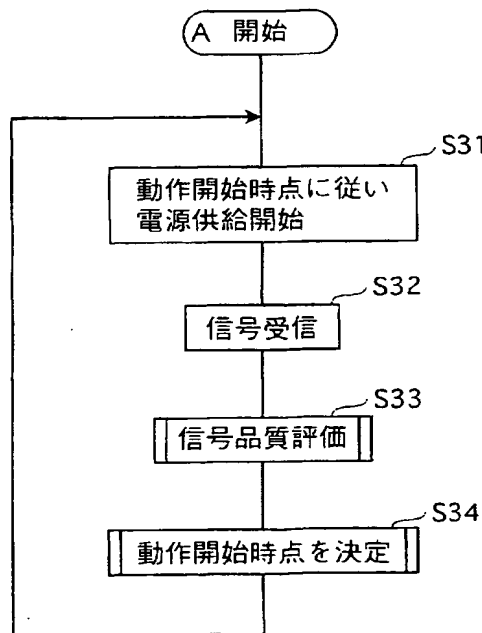 A 開始
S31
動作開始時点に従い
電源供給開始
S32
信号受信
S33
信号品質評価
S34
動作開始時点を決定